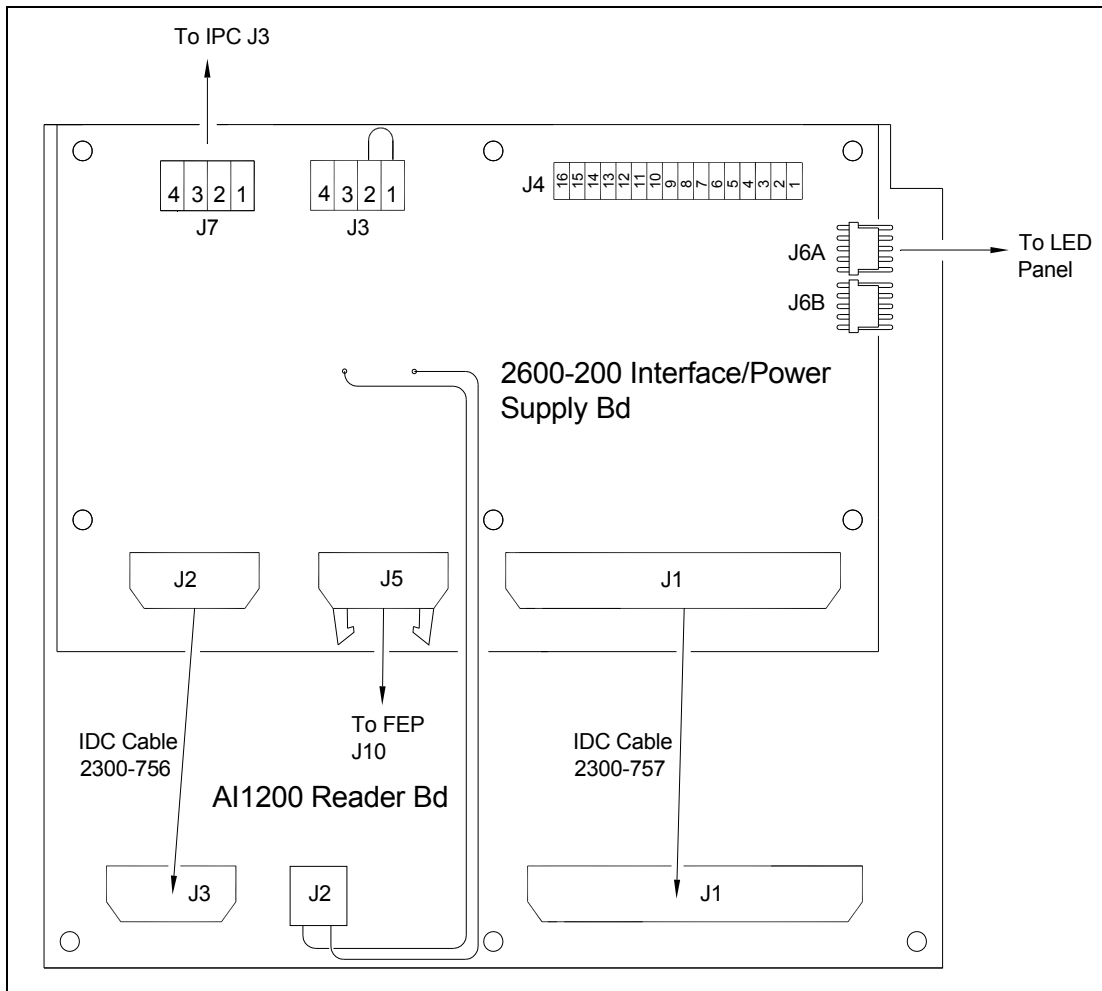 To IPC J3
4 3 2 1
J7
4 3 2 1
J3
J4
16 15 14 13 12 11 10 9 8 7 6 5 4 3 2 1
J6A
To LED
Panel
J6B
2600-200 Interface/Power
Supply Bd
J2
J5
J1
To FEP
J10
IDC Cable
2300-756
IDC Cable
2300-757
AI1200 Reader Bd
J3
J2
J1